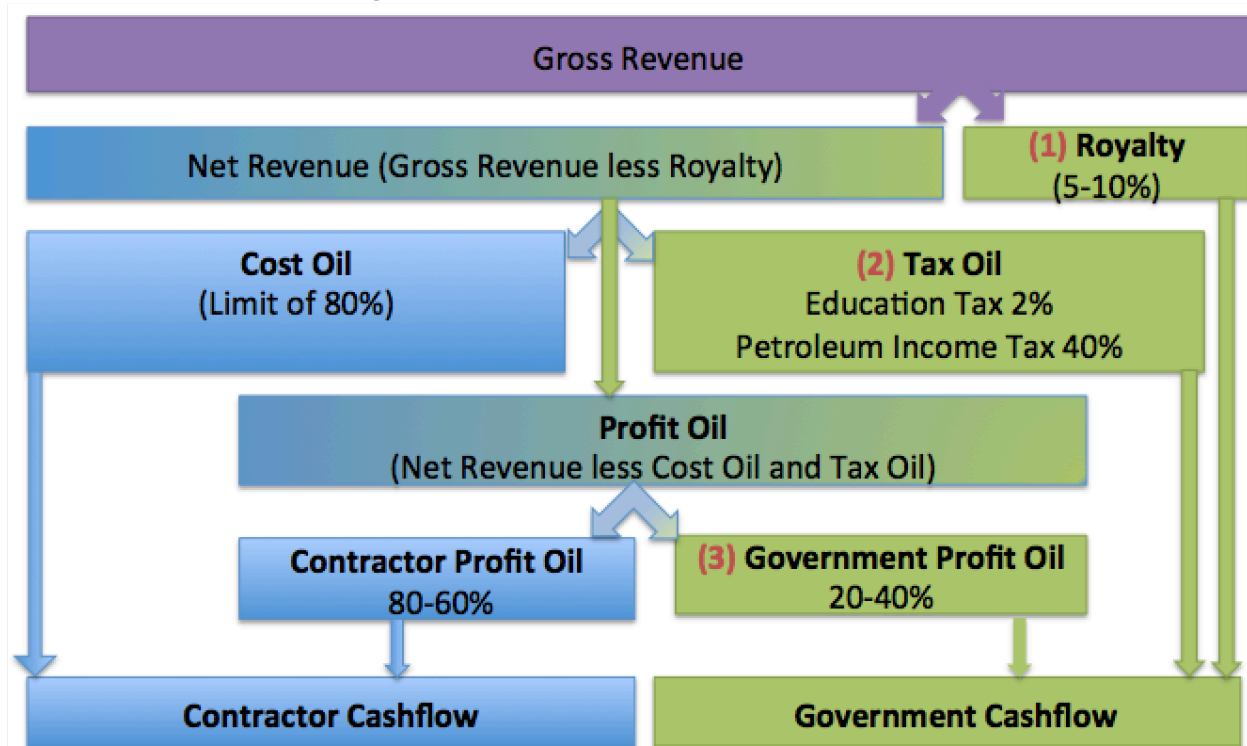 Gross Revenue
Net Revenue (Gross Revenue less Royalty)
(1) Royalty
(5-10%)
Cost Oil
(Limit of 80%)
(2) Tax Oil
Education Tax 2%
Petroleum Income Tax 40%
Profit Oil
(Net Revenue less Cost Oil and Tax Oil)
Contractor Profit Oil
80-60%
(3) Government Profit Oil
20-40%
Contractor Cashflow
Government Cashflow